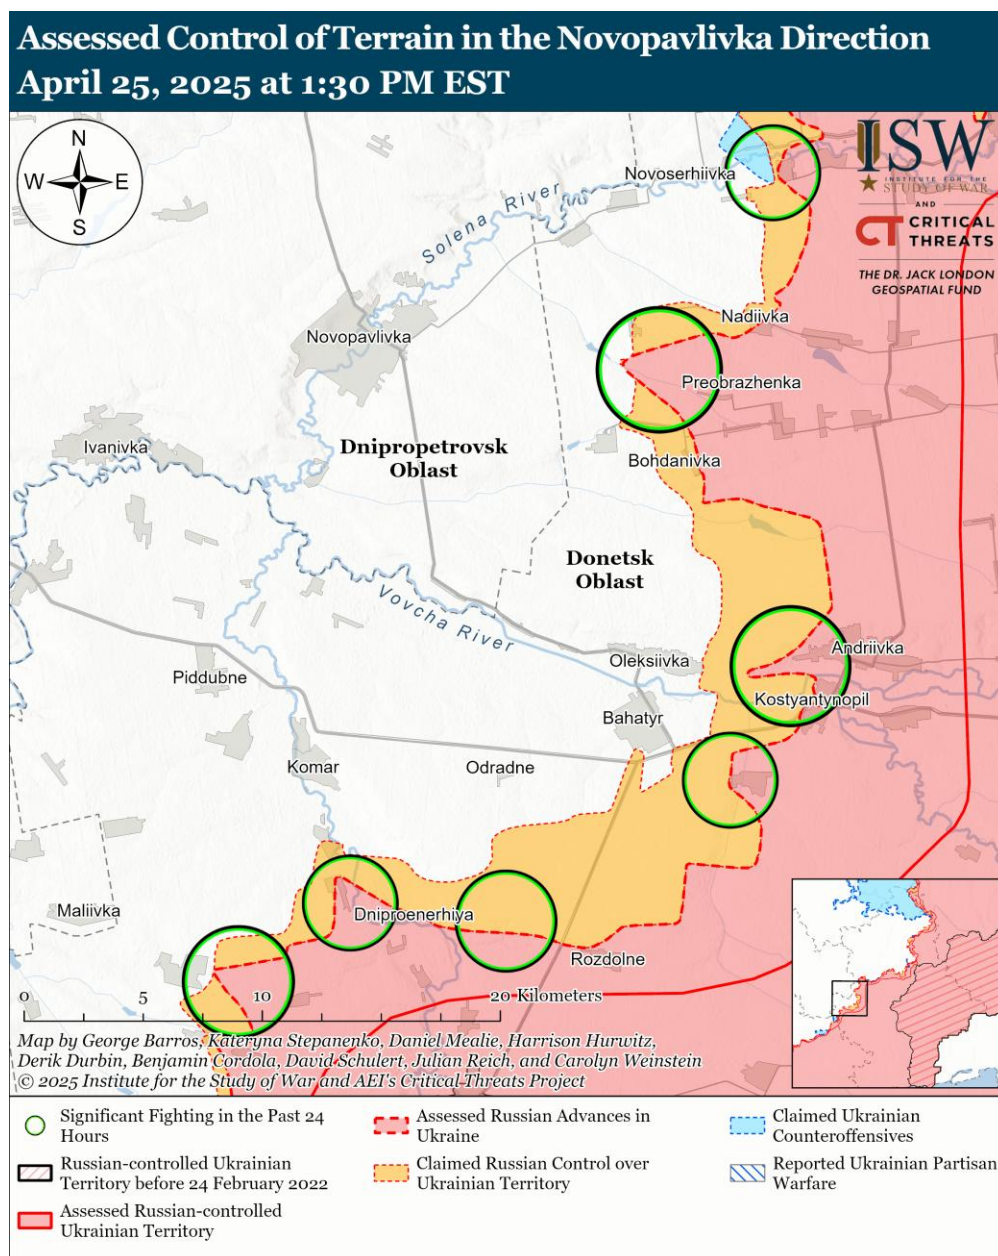 Assessed Control of Terrain in the Novopavlivka Direction
April 25, 2025 at 1:30 PM EST
N
W
E
S
ISW
INSTITUTE FOR THE
STUDY OF WAR
AND
CT CRITICAL
THREATS
THE DR. JACK LONDON
GEOSPATIAL FUND
Novoserhiivka
Solena River
Nadiivka
Novopavlivka
Preobrazhenka
Ivanivka
Dnipropetrovsk
Oblast
Bohdanivka
Donetsk
Oblast
Vovcha River
Andriivka
Oleksiivka
Piddubne
Kostyantynopil
Bahatyr
Komar
Odradne
Maliivka
Dniproenerhiya
Rozdolne
0 5 10 20 Kilometers
Map by George Barros, Kateryna Stepanenko, Daniel Mealie, Harrison Hurwitz,
Derik Durbin, Benjamin Cordola, David Schulert, Julian Reich, and Carolyn Weinstein
© 2025 Institute for the Study of War and AEI's Critical Threats Project
Significant Fighting in the Past 24
Hours
Russian-controlled Ukrainian
Territory before 24 February 2022
Assessed Russian-controlled
Ukrainian Territory
Assessed Russian Advances in
Ukraine
Claimed Russian Control over
Ukrainian Territory
Claimed Ukrainian
Counteroffensives
Reported Ukrainian Partisan
Warfare